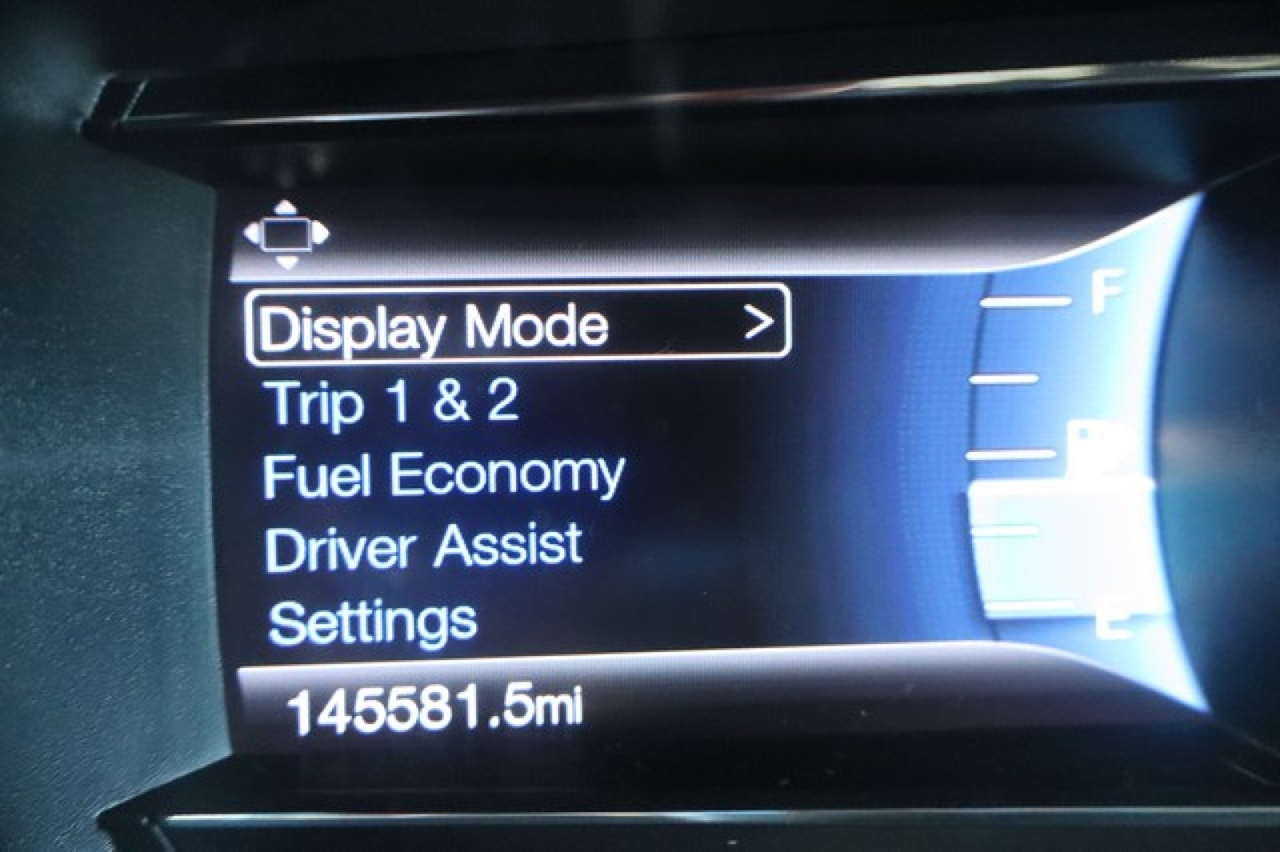 Display Mode >
Trip 1 & 2
Fuel Economy
Driver Assist
Settings
145581.5mi
F
E